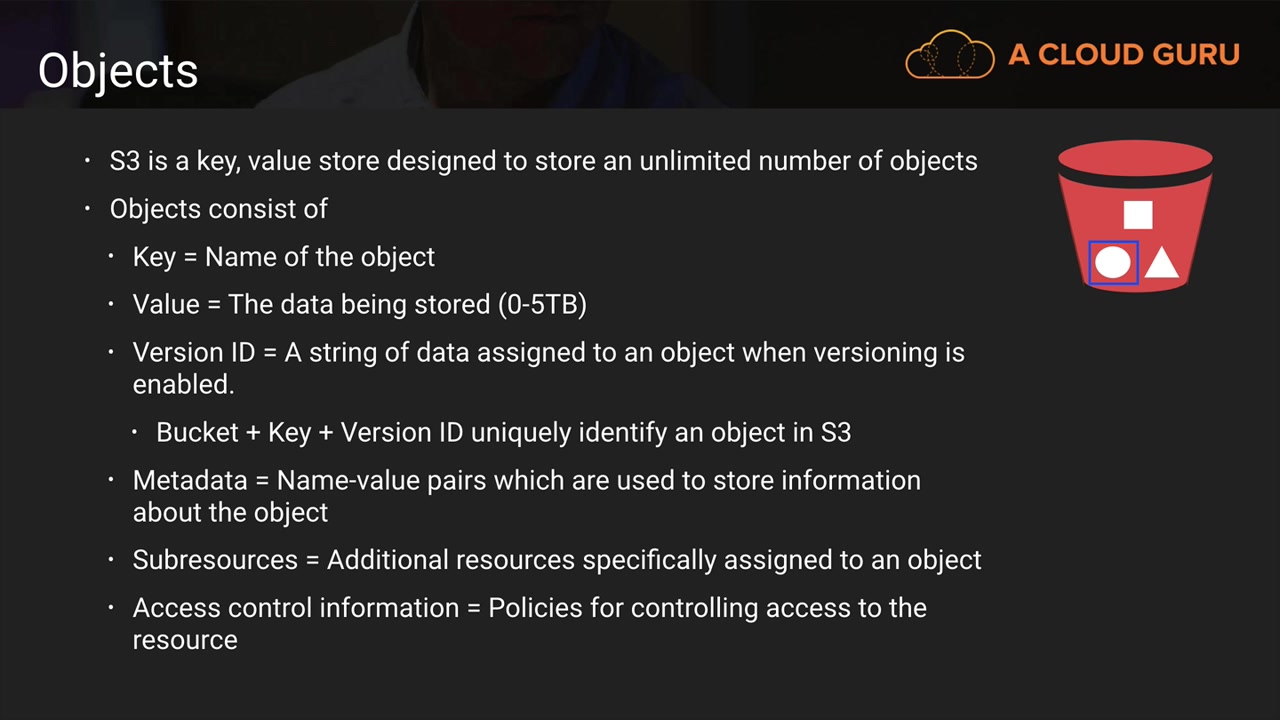 Objects
A CLOUD GURU
• S3 is a key, value store designed to store an unlimited number of objects
• Objects consist of
• Key = Name of the object
• Value = The data being stored (0-5TB)
• Version ID = A string of data assigned to an object when versioning is
enabled.
• Bucket + Key + Version ID uniquely identify an object in S3
• Metadata = Name-value pairs which are used to store information
about the object
• Subresources = Additional resources specifically assigned to an object
• Access control information = Policies for controlling access to the
resource